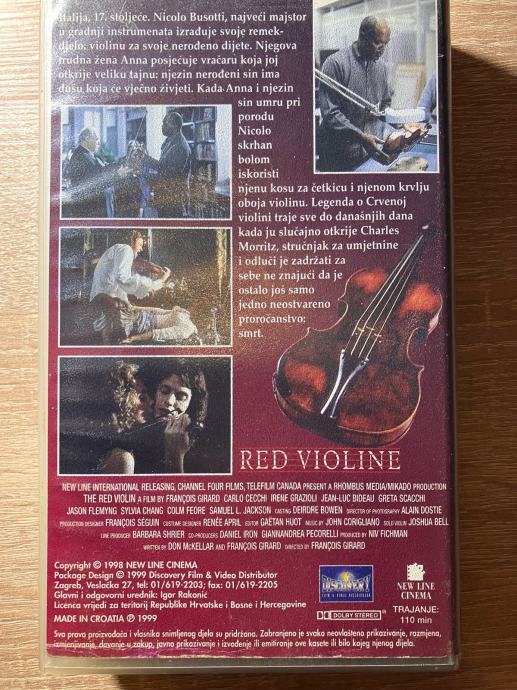 Italija, 17. stoljeće. Nicolo Busotti, najveći majstor
u gradnji instrumenata izrađuje svoje remek-
djelo, violinu za svoje nerođeno dijete. Njegova
trudna žena Anna posjećuje vračaru koja joj
otkrije veliku tajnu: njezin nerođeni sin ima
dušu koja će vječno živjeti. Kada Anna i njezin
sin umru pri
porodu
Nicolo
skrhan
bolom
iskoristi
njenu kosu za četkicu i njenom krvlju
oboja violinu. Legenda o Crvenoj
violini traje sve do današnjih dana
kada ju slučajno otkrije Charles
Morritz, stručnjak za umjetnine
i odluči je zadržati za
sebe ne znajući da je
ostalo još samo
jedno neostvareno
proročanstvo:
smrt.
RED VIOLINE
NEW LINE INTERNATIONAL RELEASING, CHANNEL FOUR FILMS, TELEFILM CANADA PRESENT A RHOMBUS MEDIA/MIKADO PRODUCTION
THE RED VIOLIN A FILM BY FRANÇOIS GIRARD CARLO CECCHI IRENE GRAZIOLI JEAN-LUC BIDEAU GRETA SCACCHI
JASON FLEMYNG SYLVIA CHANG COLM FEORE SAMUEL L. JACKSON CASTING DEIRDRE BOWEN DIRECTOR OF PHOTOGRAPHY ALAIN DOSTIE
PRODUCTION DESIGNER FRANÇOIS SÉGUIN COSTUME DESIGNER RENÉE APRIL EDITOR GAËTAN HUOT MUSIC BY JOHN CORIGLIANO SOLO VIOLIN JOSHUA BELL
LINE PRODUCER BARBARA SHRIER CO-PRODUCERS DANIEL IRON GIANNANDREA PECORELLI PRODUCED BY NIV FICHMAN
WRITTEN BY DON McKELLAR AND FRANÇOIS GIRARD DIRECTED BY FRANÇOIS GIRARD
Copyright © 1998 NEW LINE CINEMA
Package Design © 1999 Discovery Film & Video Distributor
Zagreb, Veslačka 27, tel: 01/619-2203; fax: 01/619-2205
Glavni i odgovorni urednik: Igor Rakonić
Licenca vrijedi za teritorij Republike Hrvatske i Bosne i Hercegovine
MADE IN CROATIA ℗ 1999
DISCOVERY
FILM & VIDEO DISTRIBUTION
DOLBY STEREO
NEW LINE
CINEMA
TRAJANJE:
110 min
Sva prava proizvođača i vlasnika snimljenog djela su pridržana. Zabranjeno je svako neovlašteno prikazivanje, razmjena,
iznajmljivanje, davanje u zakup, javno prikazivanje i izvođenje ili emitiranje ove kasete ili bilo kojeg njenog dijela.